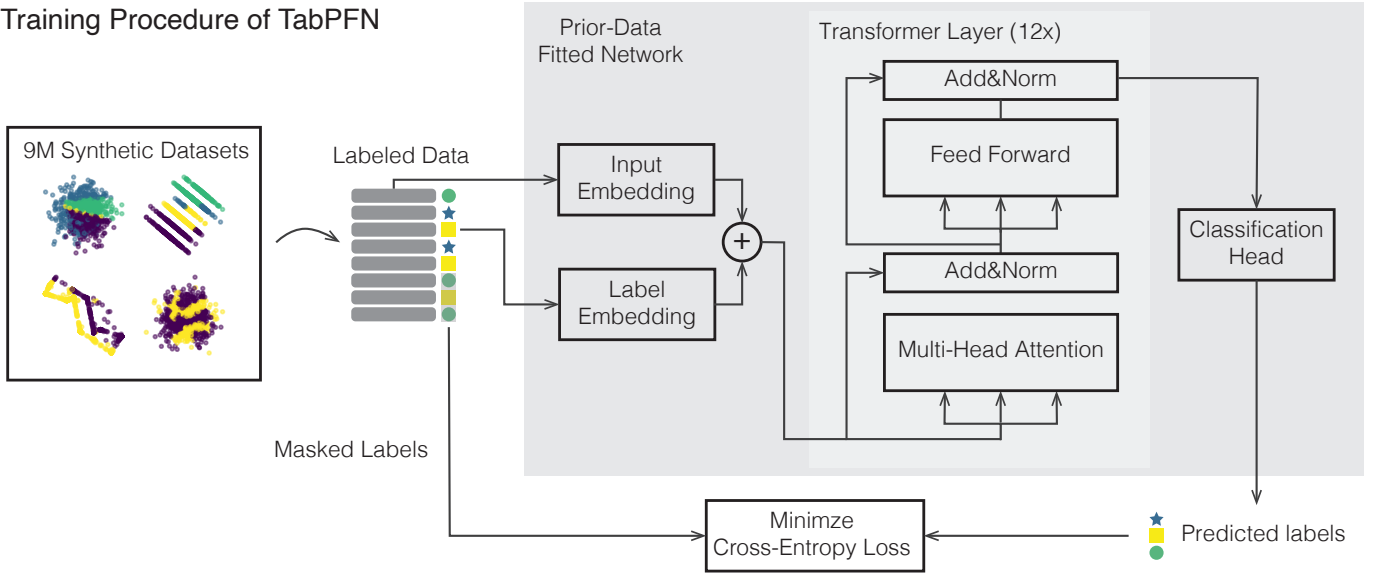 Training Procedure of TabPFN
Prior-Data
Fitted Network
Transformer Layer (12x)
Add&Norm
9M Synthetic Datasets
Labeled Data
Input
Embedding
Feed Forward
+
Classification
Head
Add&Norm
Label
Embedding
Multi-Head Attention
Masked Labels
Minimze
Cross-Entropy Loss
Predicted labels